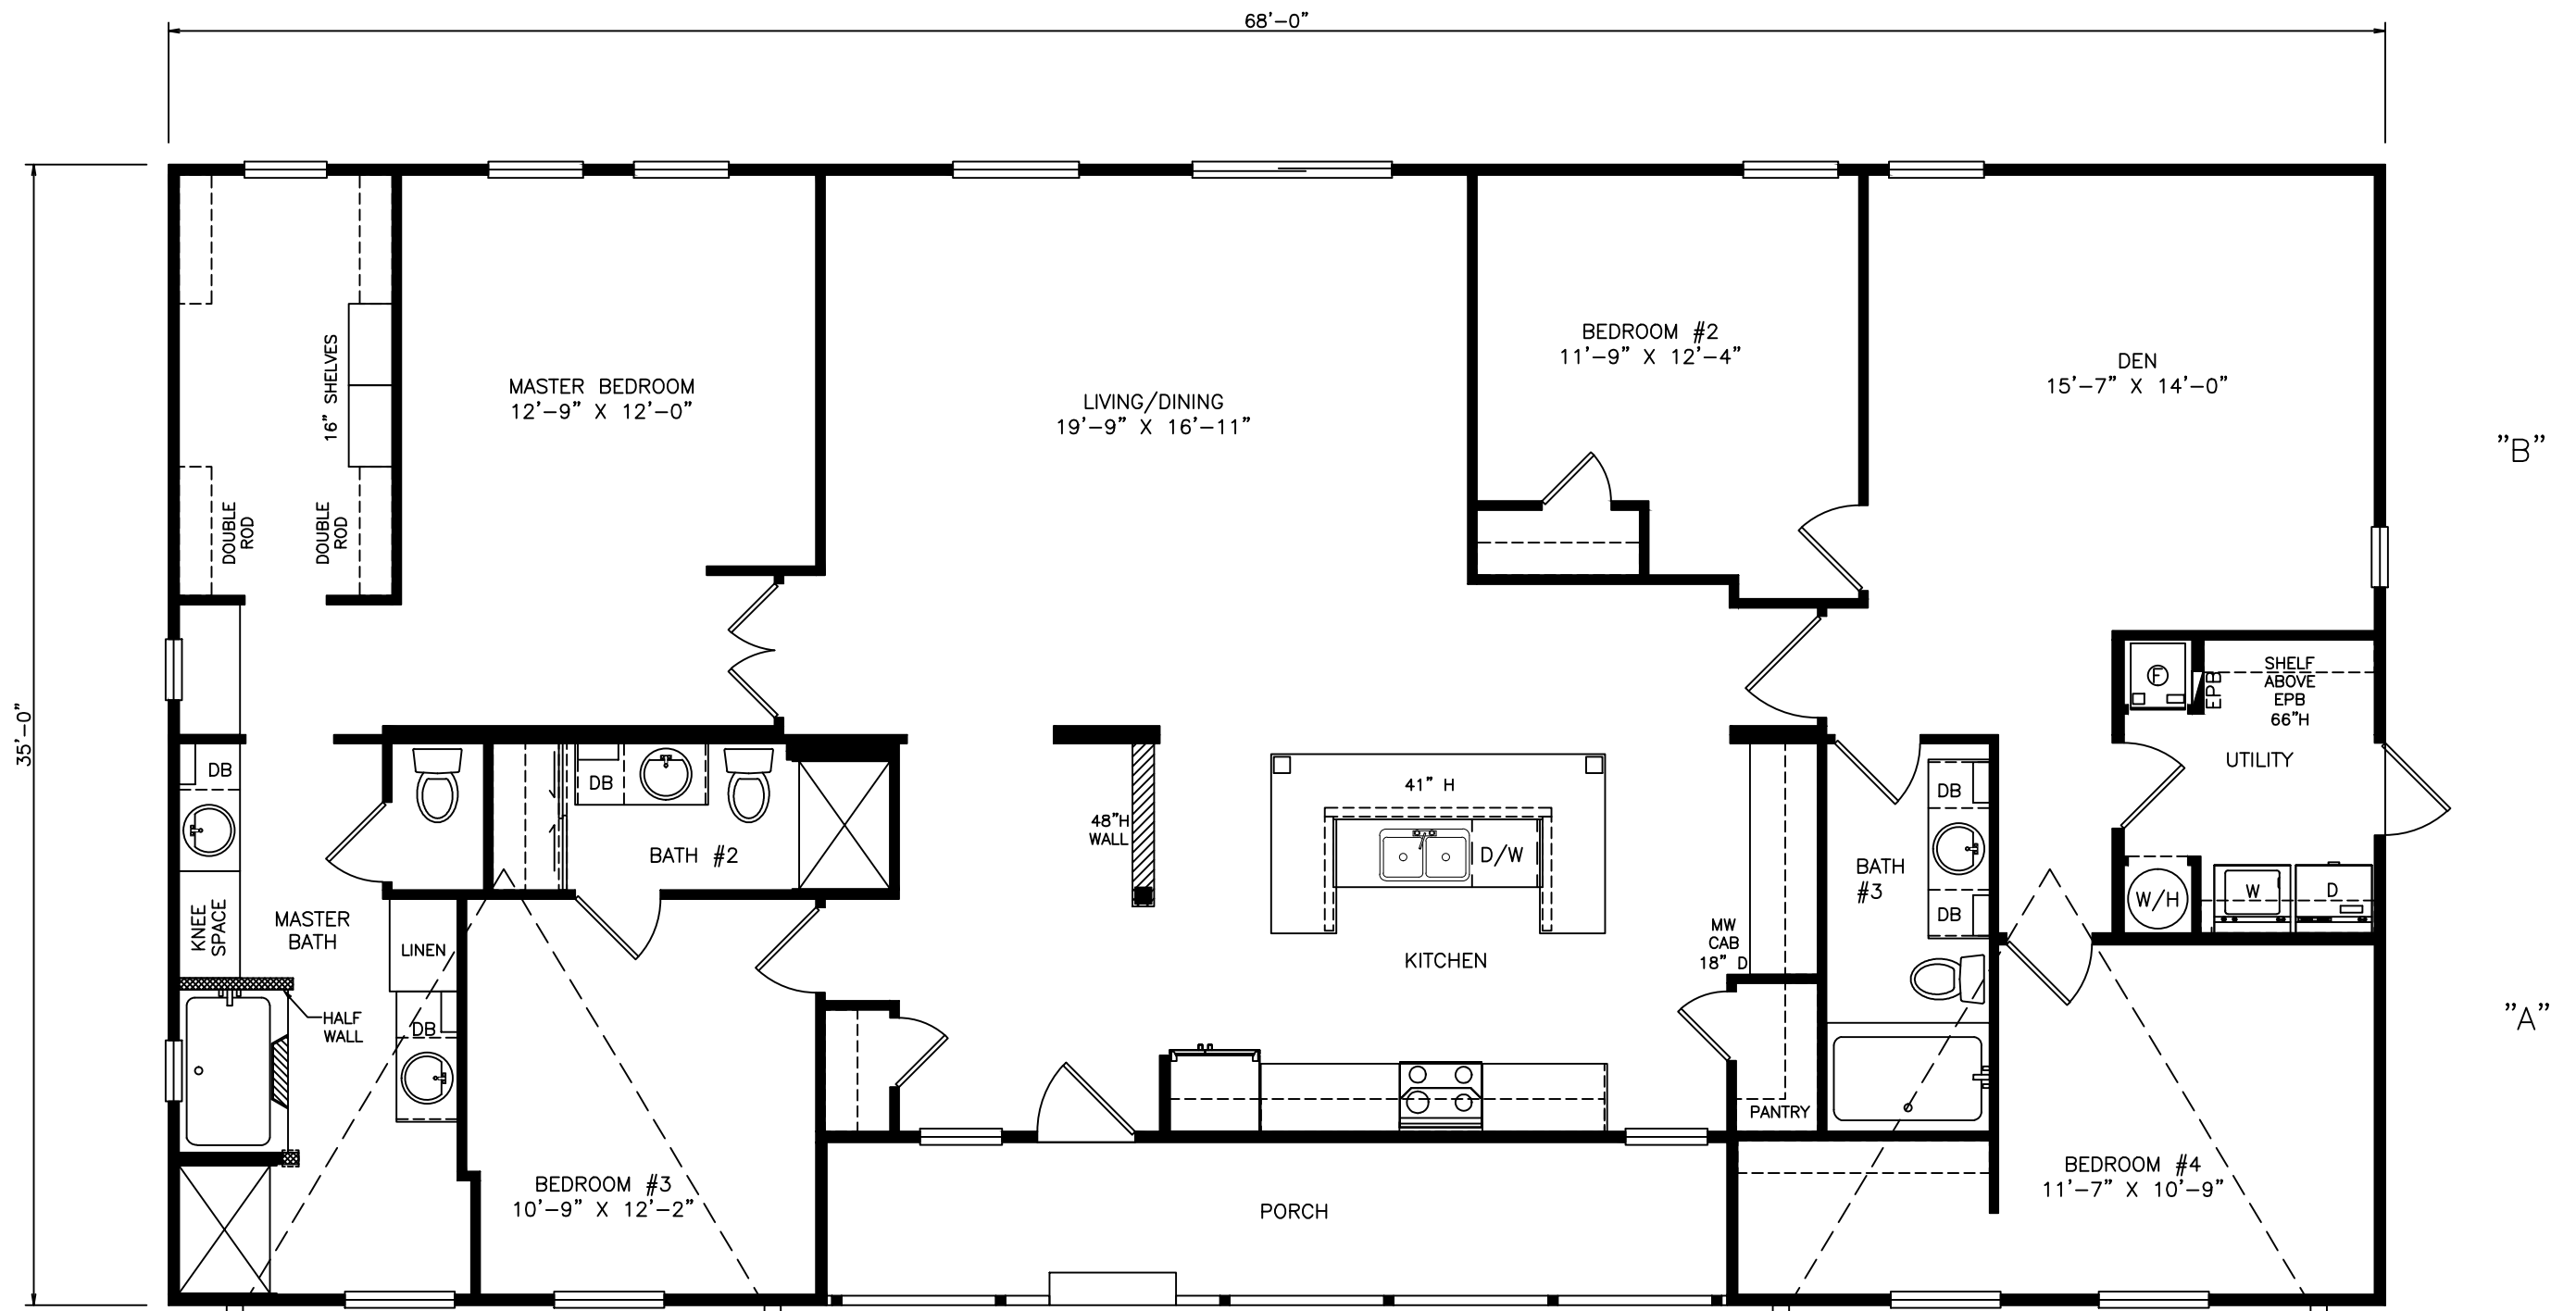 68'-0"
35'-0"
16" SHELVES
DOUBLE
ROD
DOUBLE
ROD
MASTER BEDROOM
12'-9" X 12'-0"
LIVING/DINING
19'-9" X 16'-11"
BEDROOM #2
11'-9" X 12'-4"
DEN
15'-7" X 14'-0"
"B"
F
EPB
SHELF
ABOVE
EPB
66"H
UTILITY
W/H
W
D
DB
KNEE
SPACE
MASTER
BATH
LINEN
HALF
WALL
DB
DB
BATH #2
48"H
WALL
41" H
D/W
KITCHEN
MW
CAB
18" D
PANTRY
DB
BATH
#3
DB
"A"
BEDROOM #3
10'-9" X 12'-2"
PORCH
BEDROOM #4
11'-7" X 10'-9"